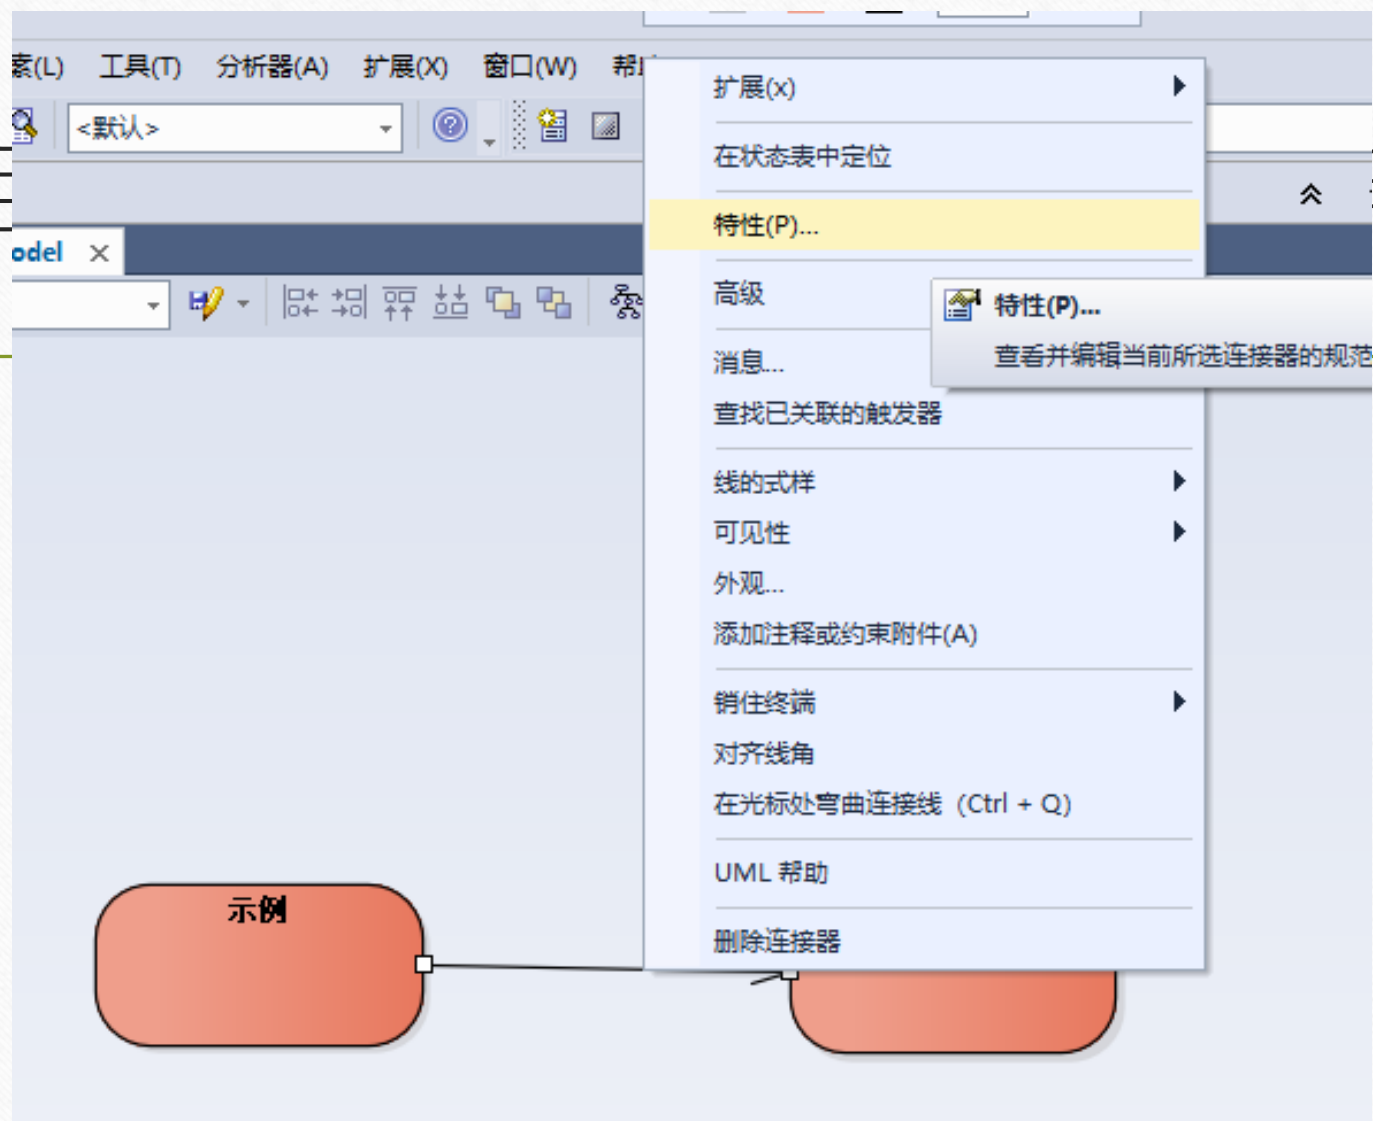 素(L) 工具(T) 分析器(A) 扩展(X) 窗口(W) 帮
<默认>
odel
扩展(x)
在状态表中定位
特性(P)...
高级
特性(P)...
查看并编辑当前所选连接器的规范
消息...
查找已关联的触发器
线的式样
可见性
外观...
添加注释或约束附件(A)
销住终端
对齐线角
在光标处弯曲连接线 (Ctrl + Q)
UML 帮助
删除连接器
示例